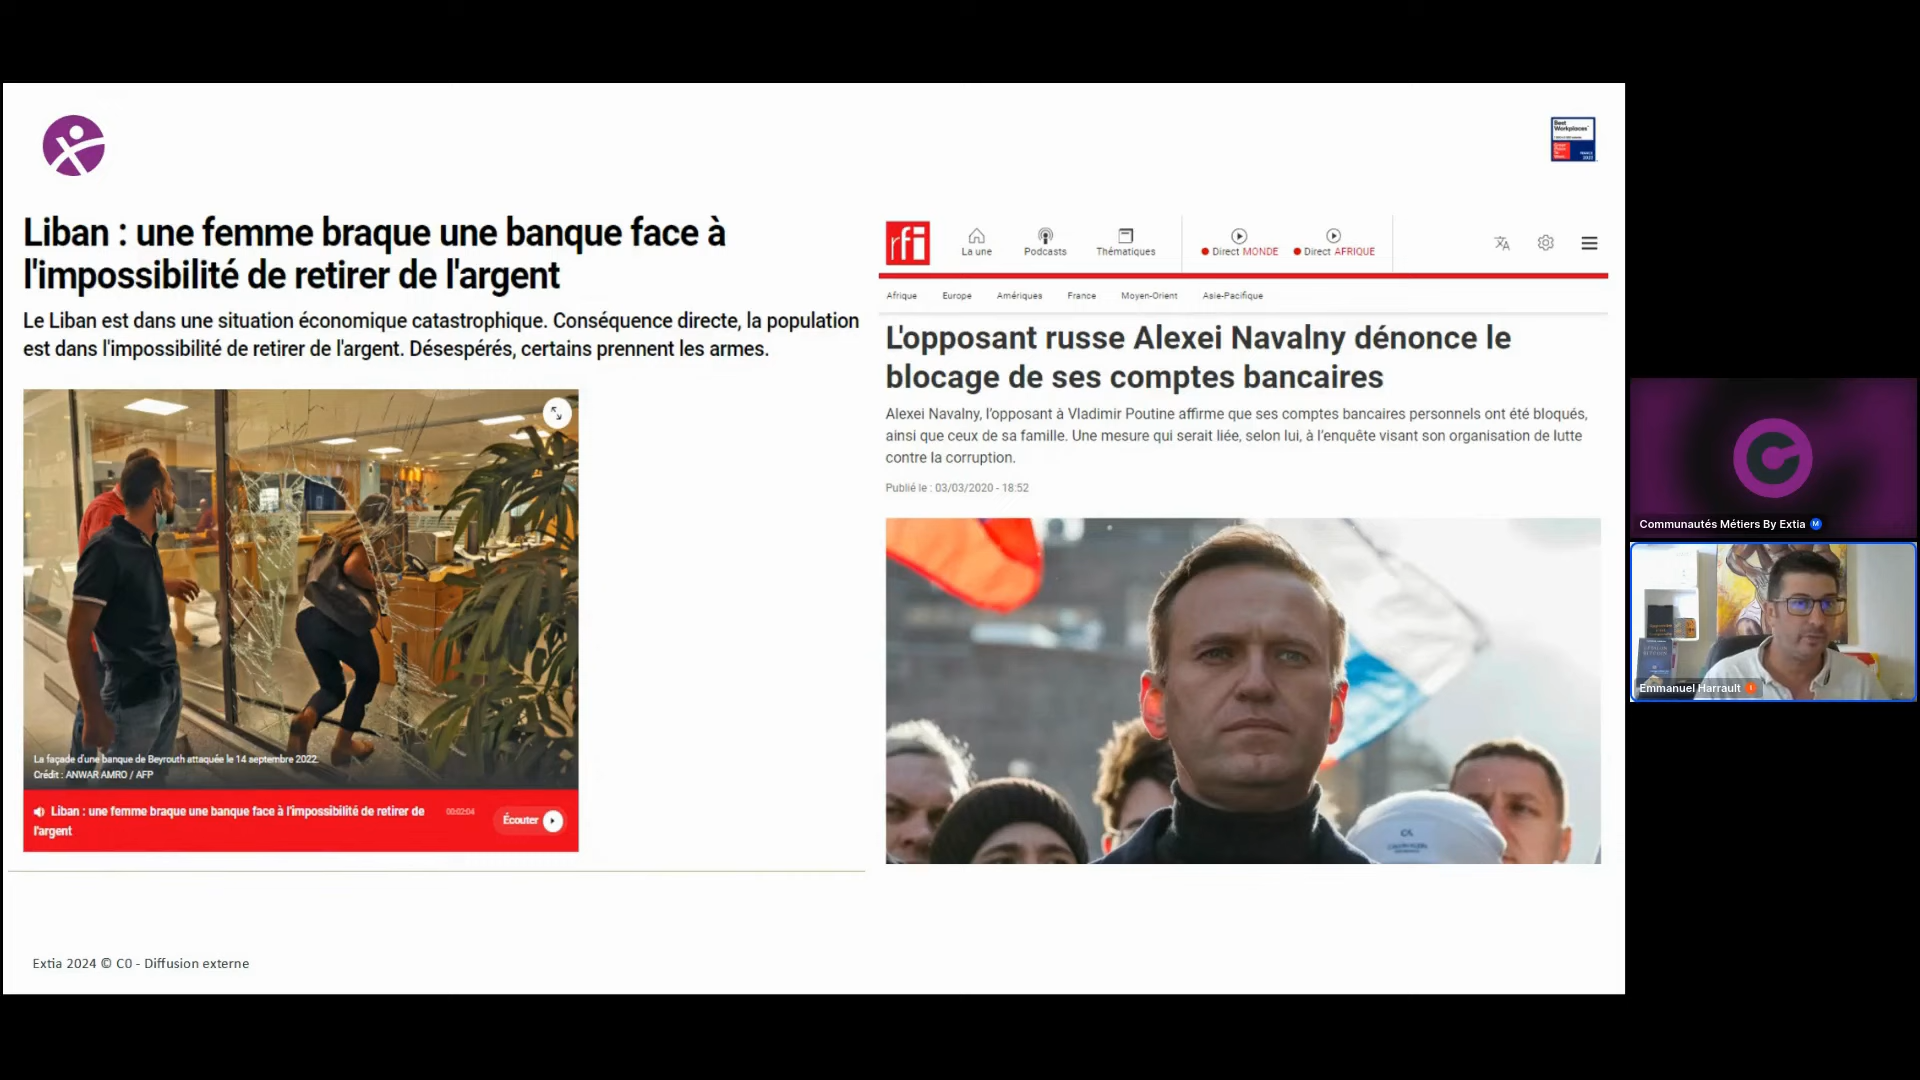 Best
Workplaces
Liban : une femme braque une banque face à
l'impossibilité de retirer de l'argent
Le Liban est dans une situation économique catastrophique. Conséquence directe, la population
est dans l'impossibilité de retirer de l'argent. Désespérés, certains prennent les armes.
La façade d'une banque de Beyrouth attaquée le 14 septembre 2022.
Crédit : ANWAR AMRO / AFP
Liban : une femme braque une banque face à l'impossibilité de retirer de
l'argent
00:02:04
Écouter
rfi
La une
Podcasts
Thématiques
Direct MONDE
Direct AFRIQUE
Afrique Europe Amériques France Moyen-Orient Asie-Pacifique
L'opposant russe Alexei Navalny dénonce le
blocage de ses comptes bancaires
Alexei Navalny, l'opposant à Vladimir Poutine affirme que ses comptes bancaires personnels ont été bloqués,
ainsi que ceux de sa famille. Une mesure qui serait liée, selon lui, à l'enquête visant son organisation de lutte
contre la corruption.
Publié le : 03/03/2020 - 18:52
Extia 2024 © C0 - Diffusion externe
Communautés Métiers By Extia M
Emmanuel Harrault